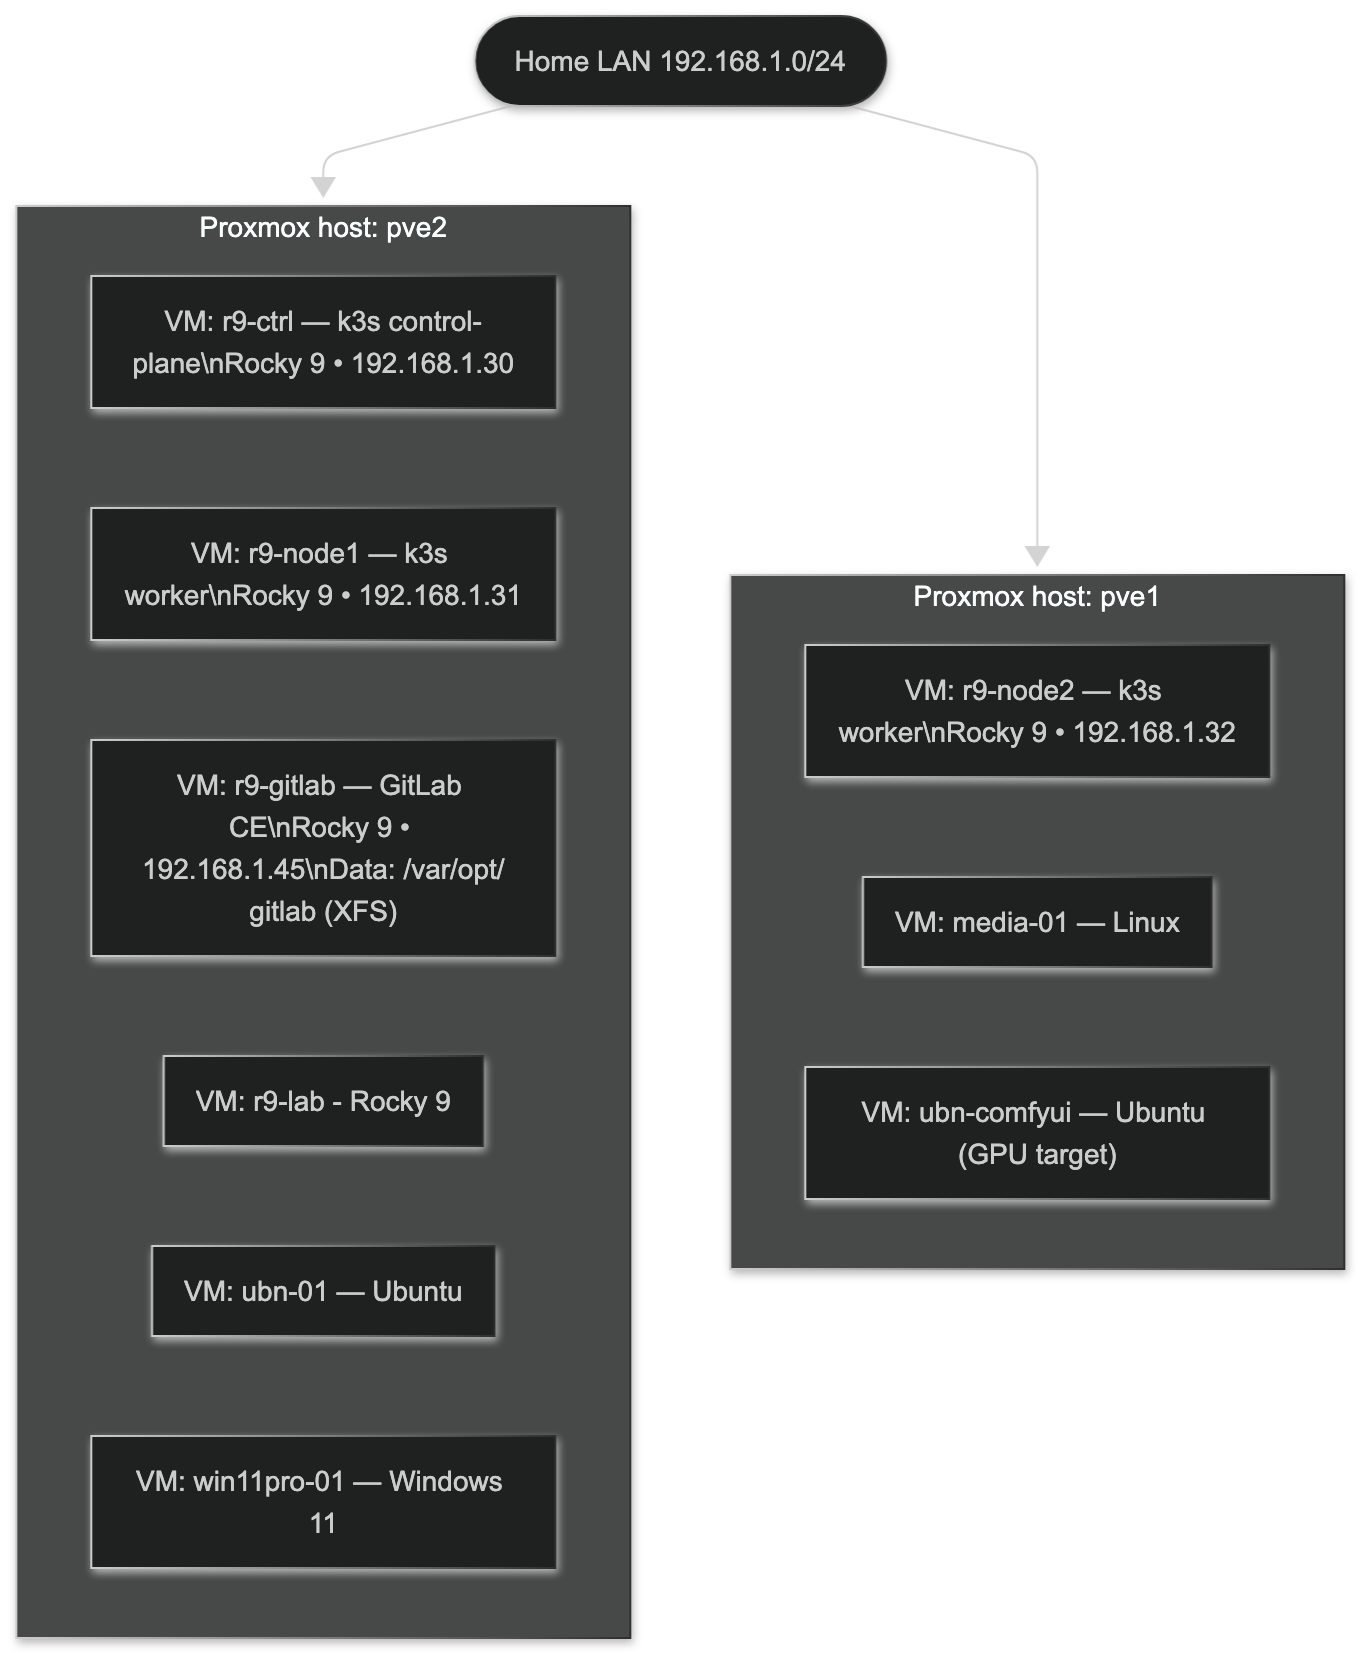 Home LAN 192.168.1.0/24
Proxmox host: pve2
VM: r9-ctrl — k3s control-
plane\nRocky 9 • 192.168.1.30
VM: r9-node1 — k3s
worker\nRocky 9 • 192.168.1.31
VM: r9-gitlab — GitLab
CE\nRocky 9 •
192.168.1.45\nData: /var/opt/
gitlab (XFS)
VM: r9-lab - Rocky 9
VM: ubn-01 — Ubuntu
VM: win11pro-01 — Windows
11
Proxmox host: pve1
VM: r9-node2 — k3s
worker\nRocky 9 • 192.168.1.32
VM: media-01 — Linux
VM: ubn-comfyui — Ubuntu
(GPU target)